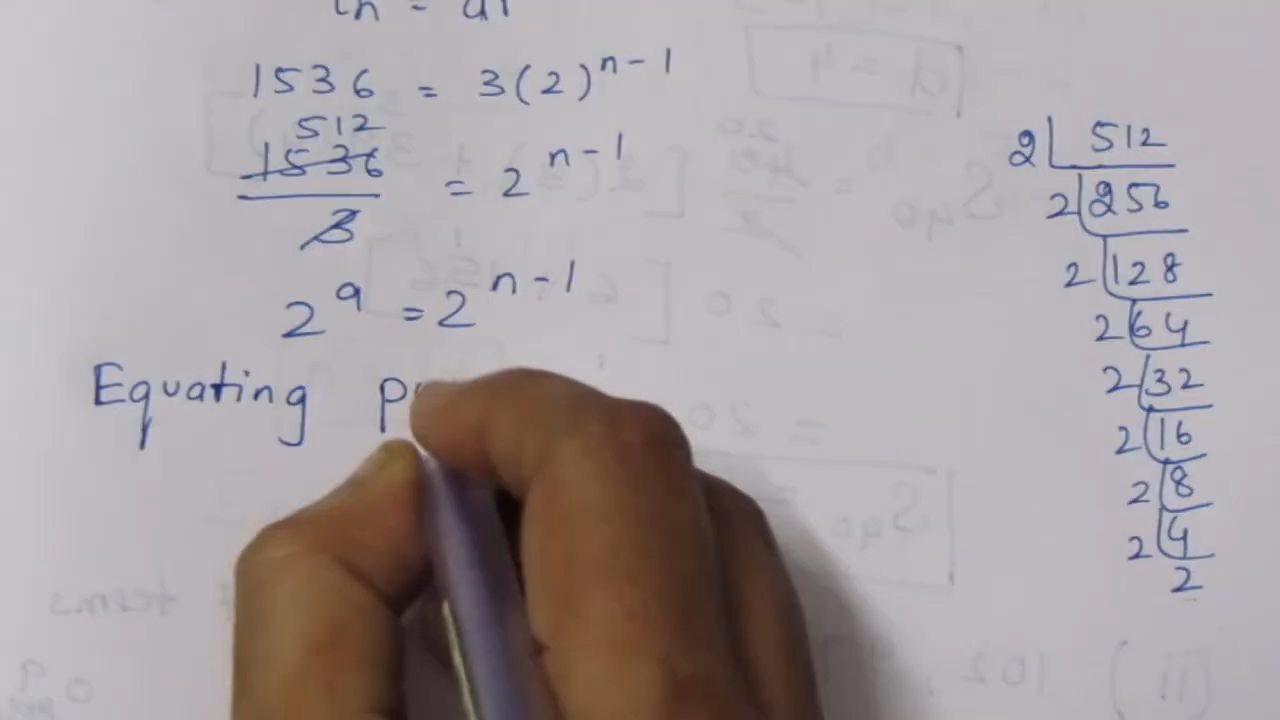 1536 = 3(2)^{n-1}
512
1536 = 2^{n-1}
3
2^9 = 2^{n-1}
Equating
2 | 512
2 | 256
2 | 128
2 | 64
2 | 32
2 | 16
2 | 8
2 | 4
2